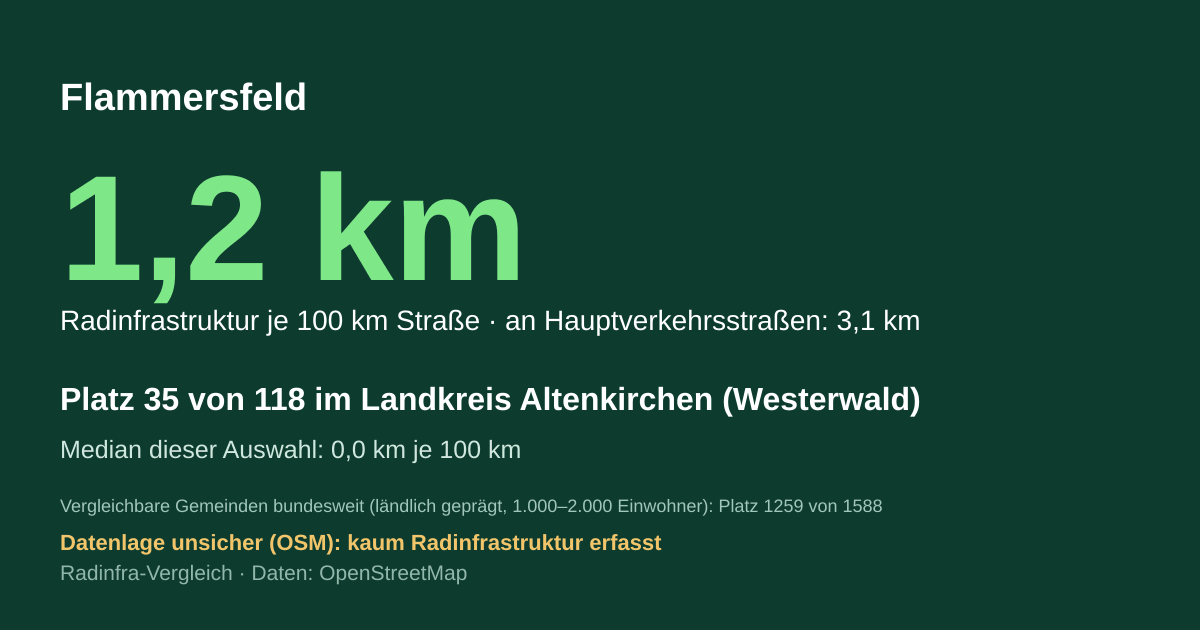 Flammersfeld
1,2 km
Radinfrastruktur je 100 km Straße · an Hauptverkehrsstraßen: 3,1 km
Platz 35 von 118 im Landkreis Altenkirchen (Westerwald)
Median dieser Auswahl: 0,0 km je 100 km
Vergleichbare Gemeinden bundesweit (ländlich geprägt, 1.000–2.000 Einwohner): Platz 1259 von 1588
Datenlage unsicher (OSM): kaum Radinfrastruktur erfasst
Radinfra-Vergleich · Daten: OpenStreetMap